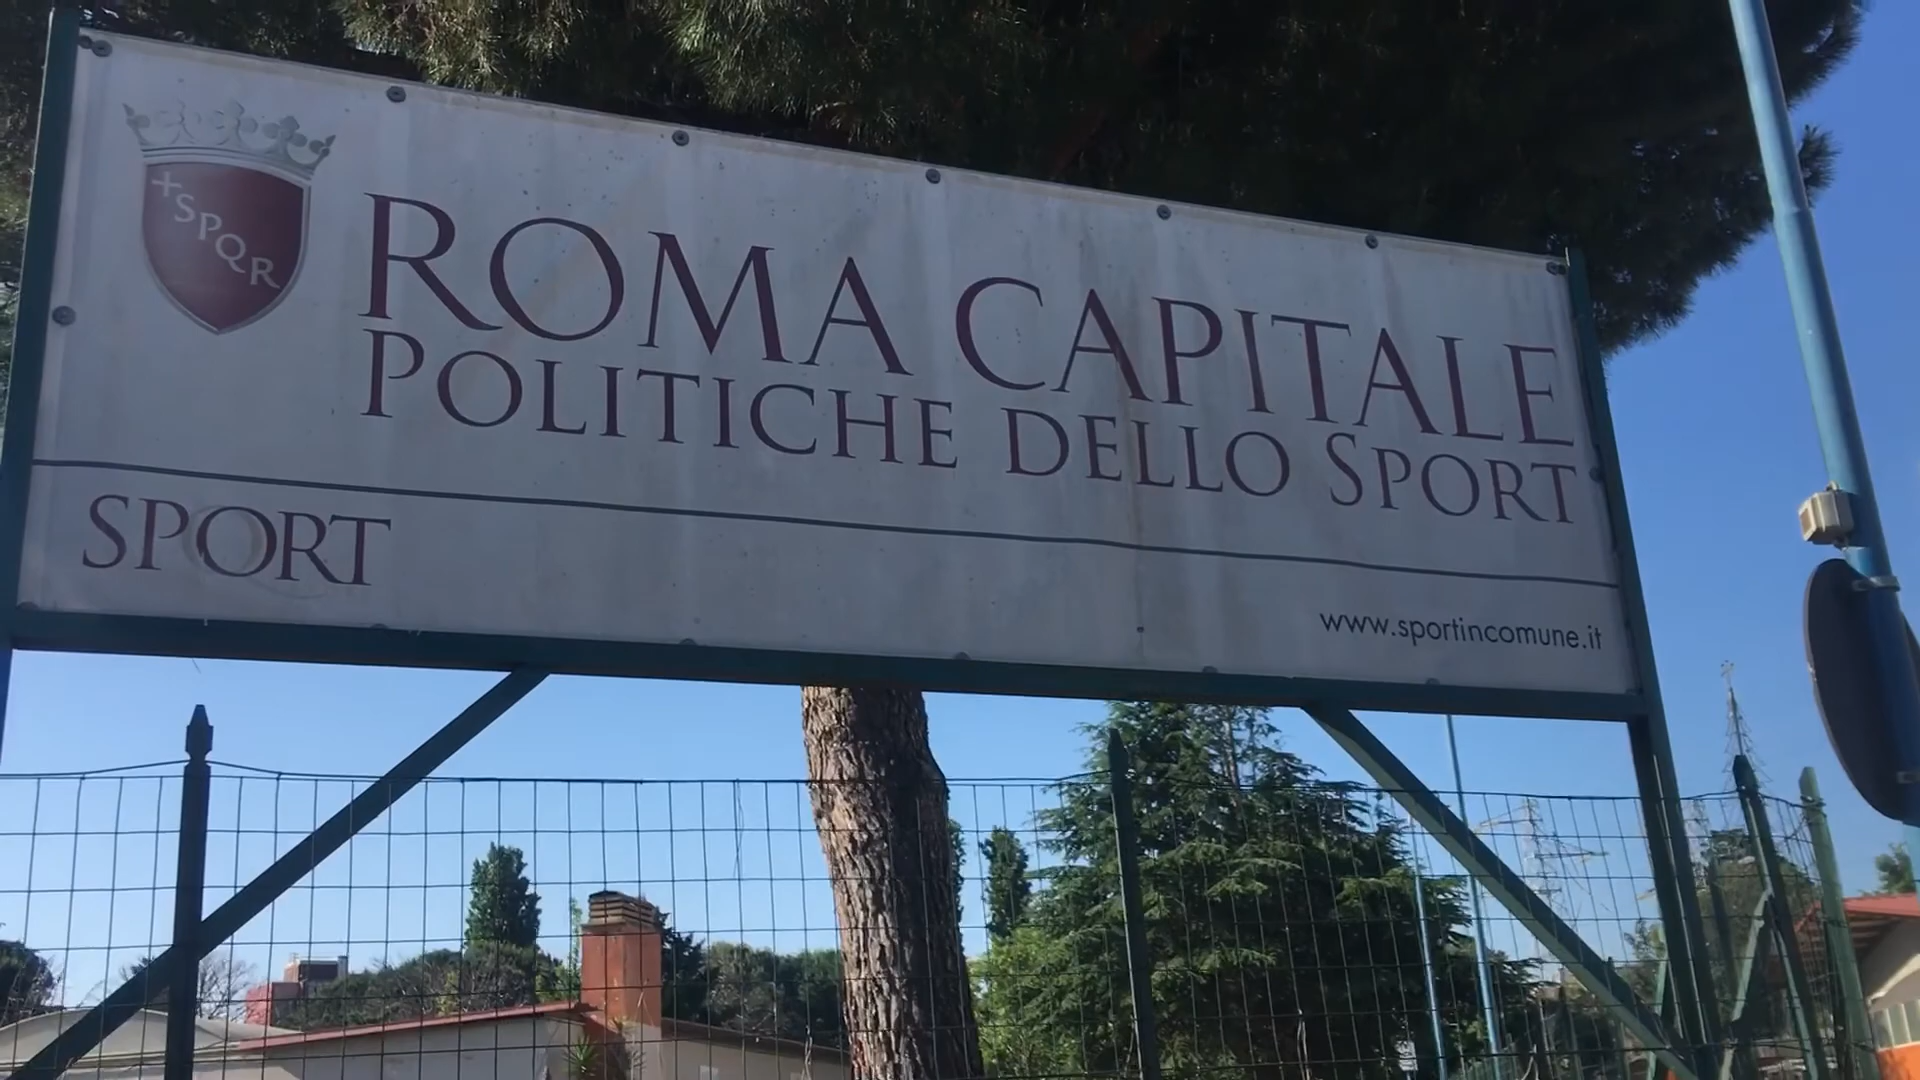 +SPQR
ROMA CAPITALE
POLITICHE DELLO SPORT
SPORT
www.sportincomune.it